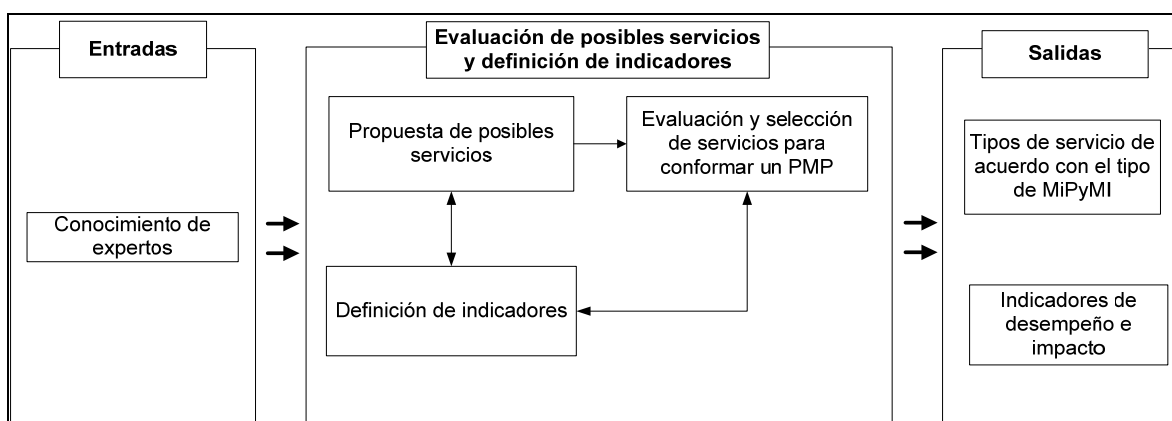 Entradas
Conocimiento de
expertos
Evaluación de posibles servicios
y definición de indicadores
Propuesta de posibles
servicios
Evaluación y selección
de servicios para
conformar un PMP
Definición de indicadores
Salidas
Tipos de servicio de
acuerdo con el tipo
de MiPyMI
Indicadores de
desempeño e
impacto